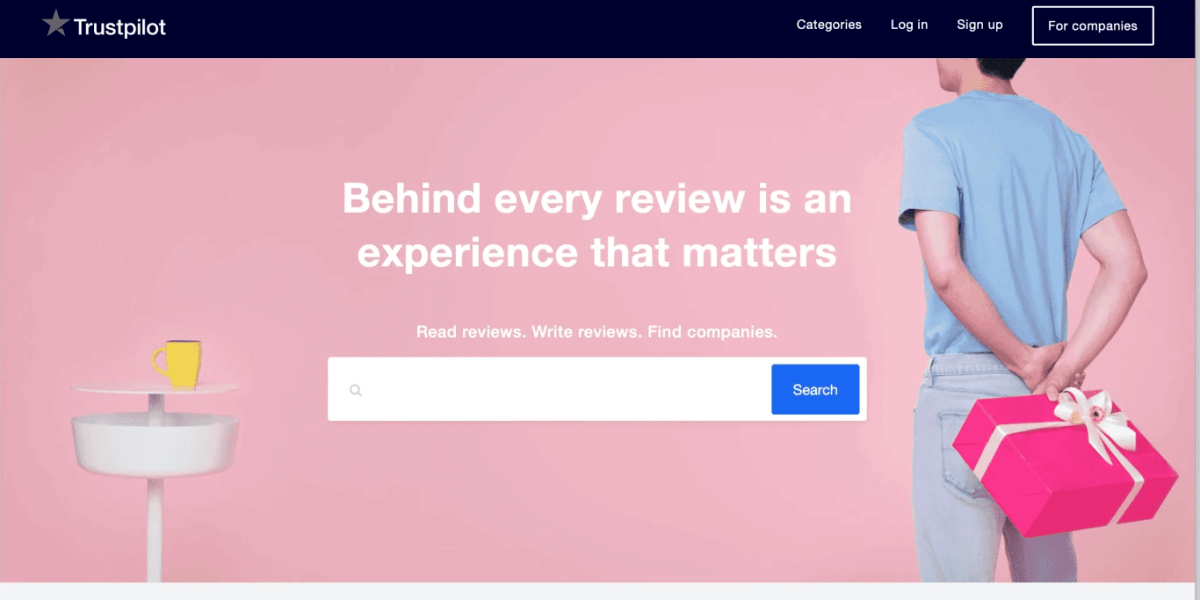 Trustpilot
Categories
Log in
Sign up
For companies
Behind every review is an
experience that matters
Read reviews. Write reviews. Find companies.
Search